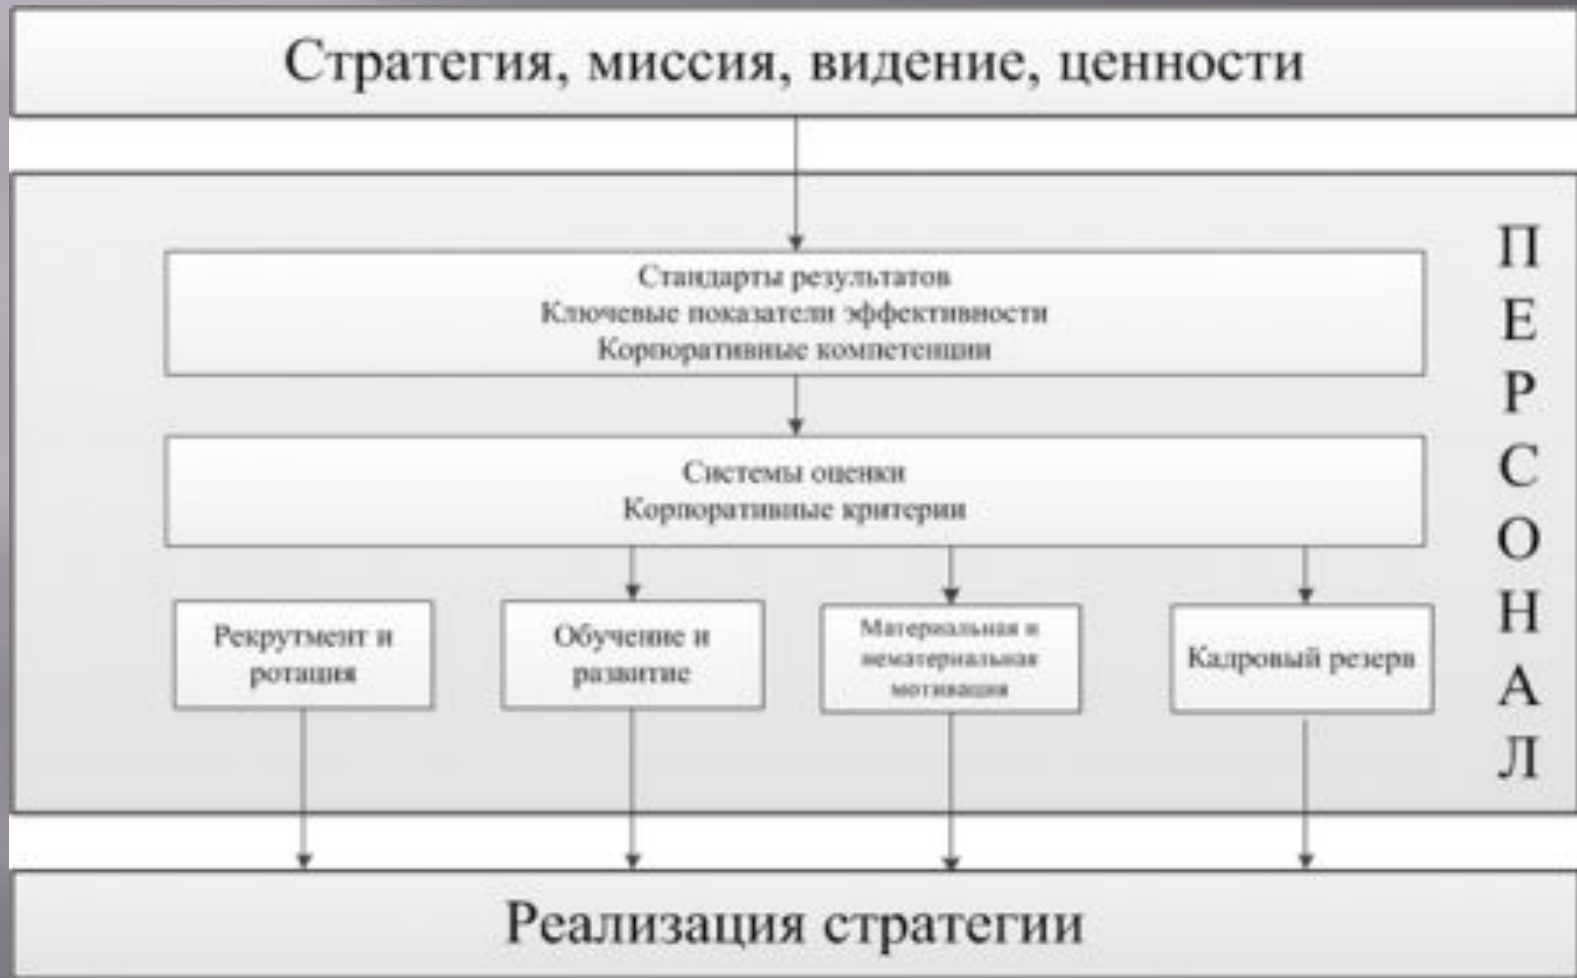 Стратегия, миссия, видение, ценности
ПЕРСОНАЛ
Стандарты результатов
Ключевые показатели эффективности
Корпоративные компетенции
Системы оценки
Корпоративные критерии
Рекрутмент и
ротация
Обучение и
развитие
Материальная и
нематериальная
мотивация
Кадровый резерв
Реализация стратегии